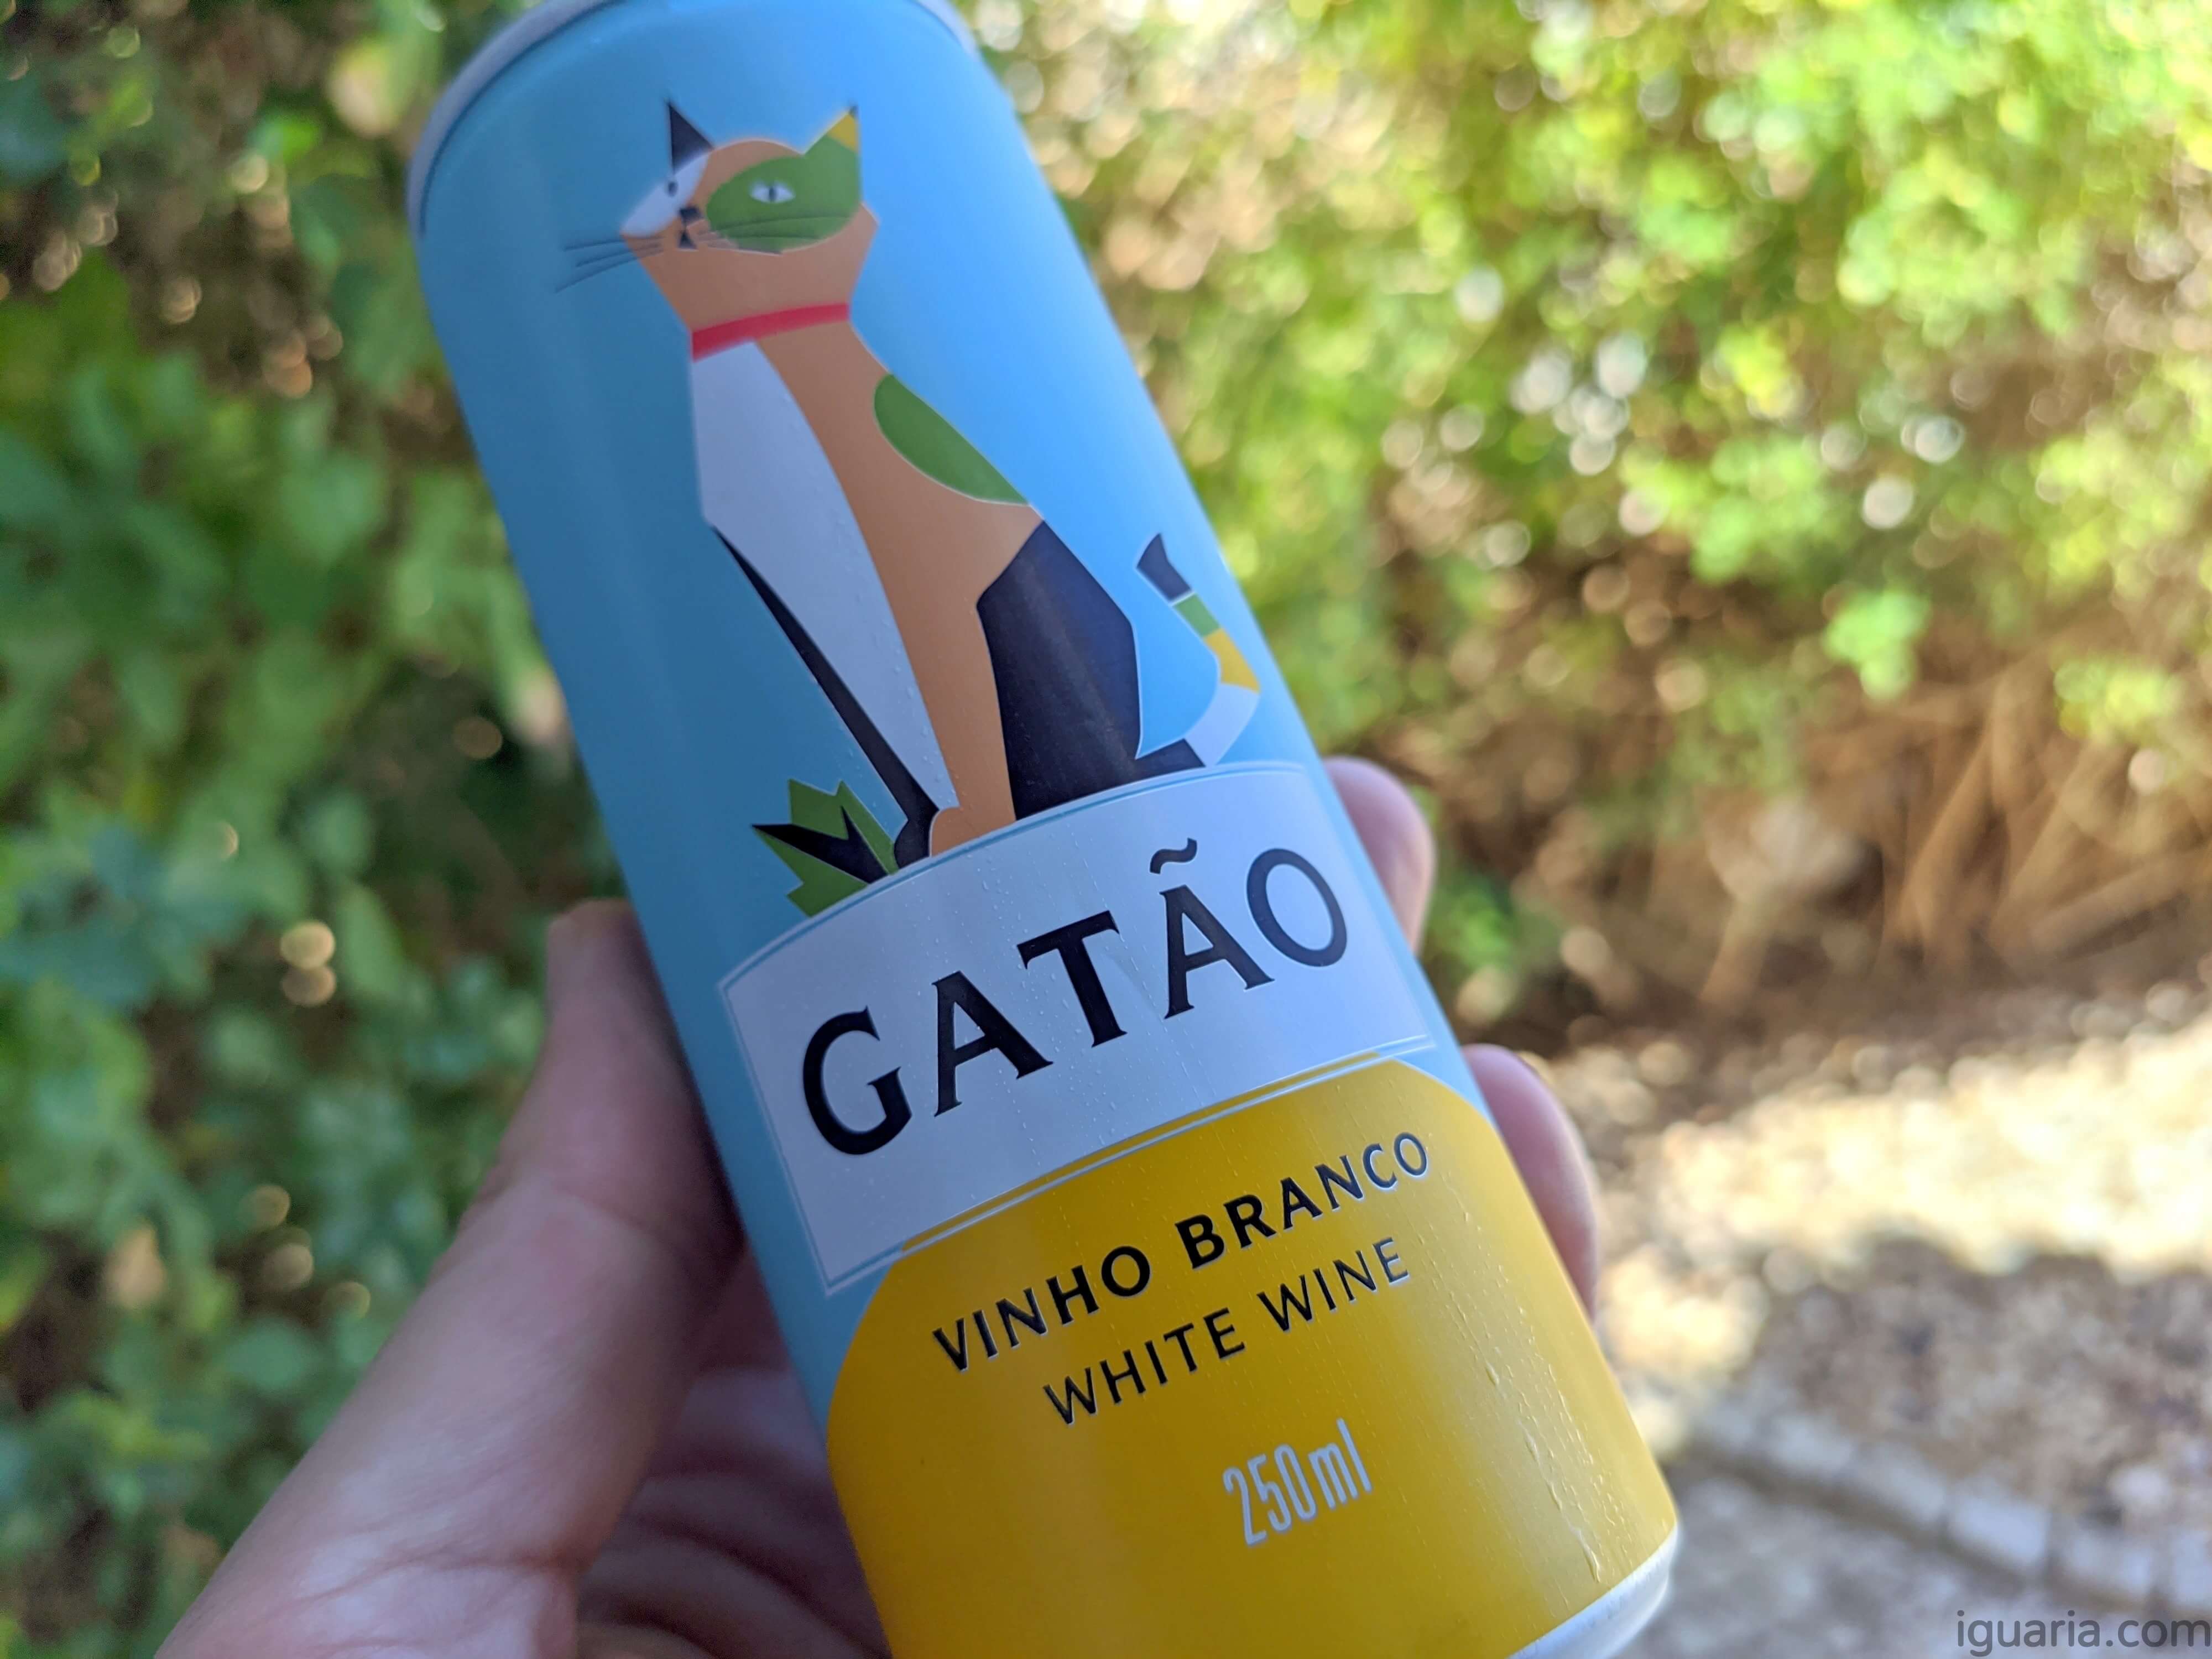 GATÃO
VINHO BRANCO
WHITE WINE
250ml
iguaria.com